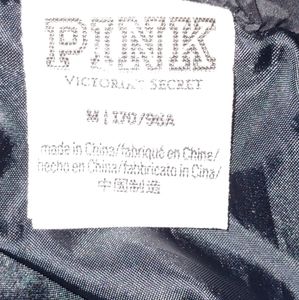 PINK
VICTORIA'S SECRET
M | 170/96A
made in China/fabriqué en Chine/
hecho en China/fabbricato in Cina/
中国制造